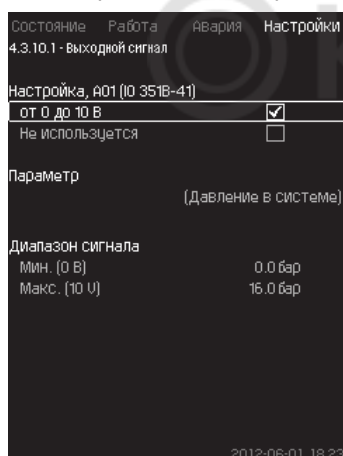 Состояние Работа Авария Настройки
4.3.10.1 - Выходной сигнал
Настройка, AO1 (IO 351B-41)
от 0 до 10 В
Не используется
Параметр
(Давление в системе)
Диапазон сигнала
Мин. (0 В) 0.0 бар
Макс. (10 V) 16.0 бар
2012-06-01 18:23